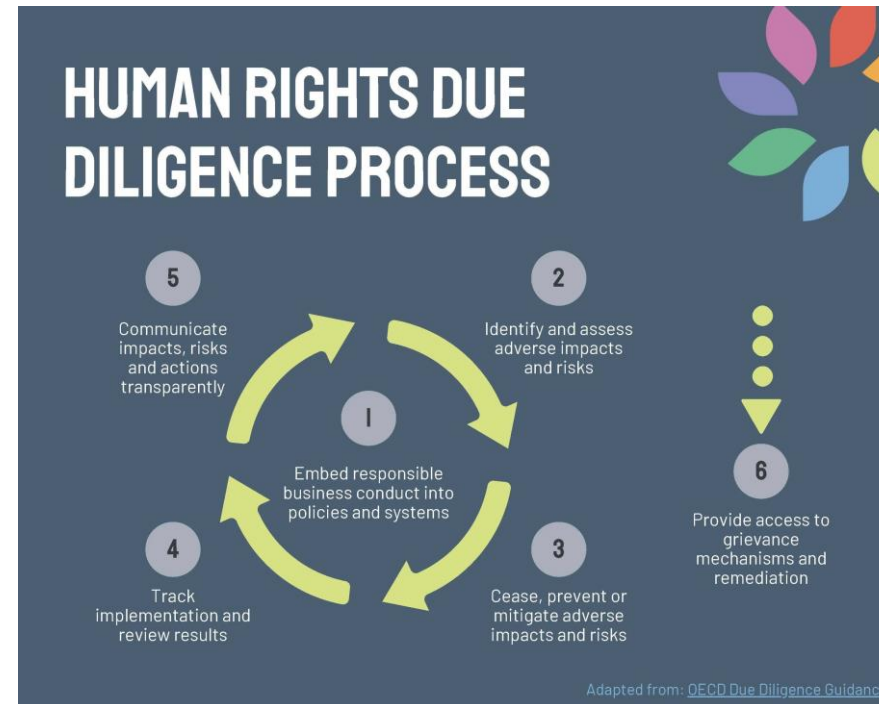 HUMAN RIGHTS DUE
DILIGENCE PROCESS
5
Communicate
impacts, risks
and actions
transparently
2
Identify and assess
adverse impacts
and risks
1
Embed responsible
business conduct into
policies and systems
4
Track
implementation and
review results
3
Cease, prevent or
mitigate adverse
impacts and risks
6
Provide access to
grievance
mechanisms and
remediation
Adapted from: OECD Due Diligence Guidanc